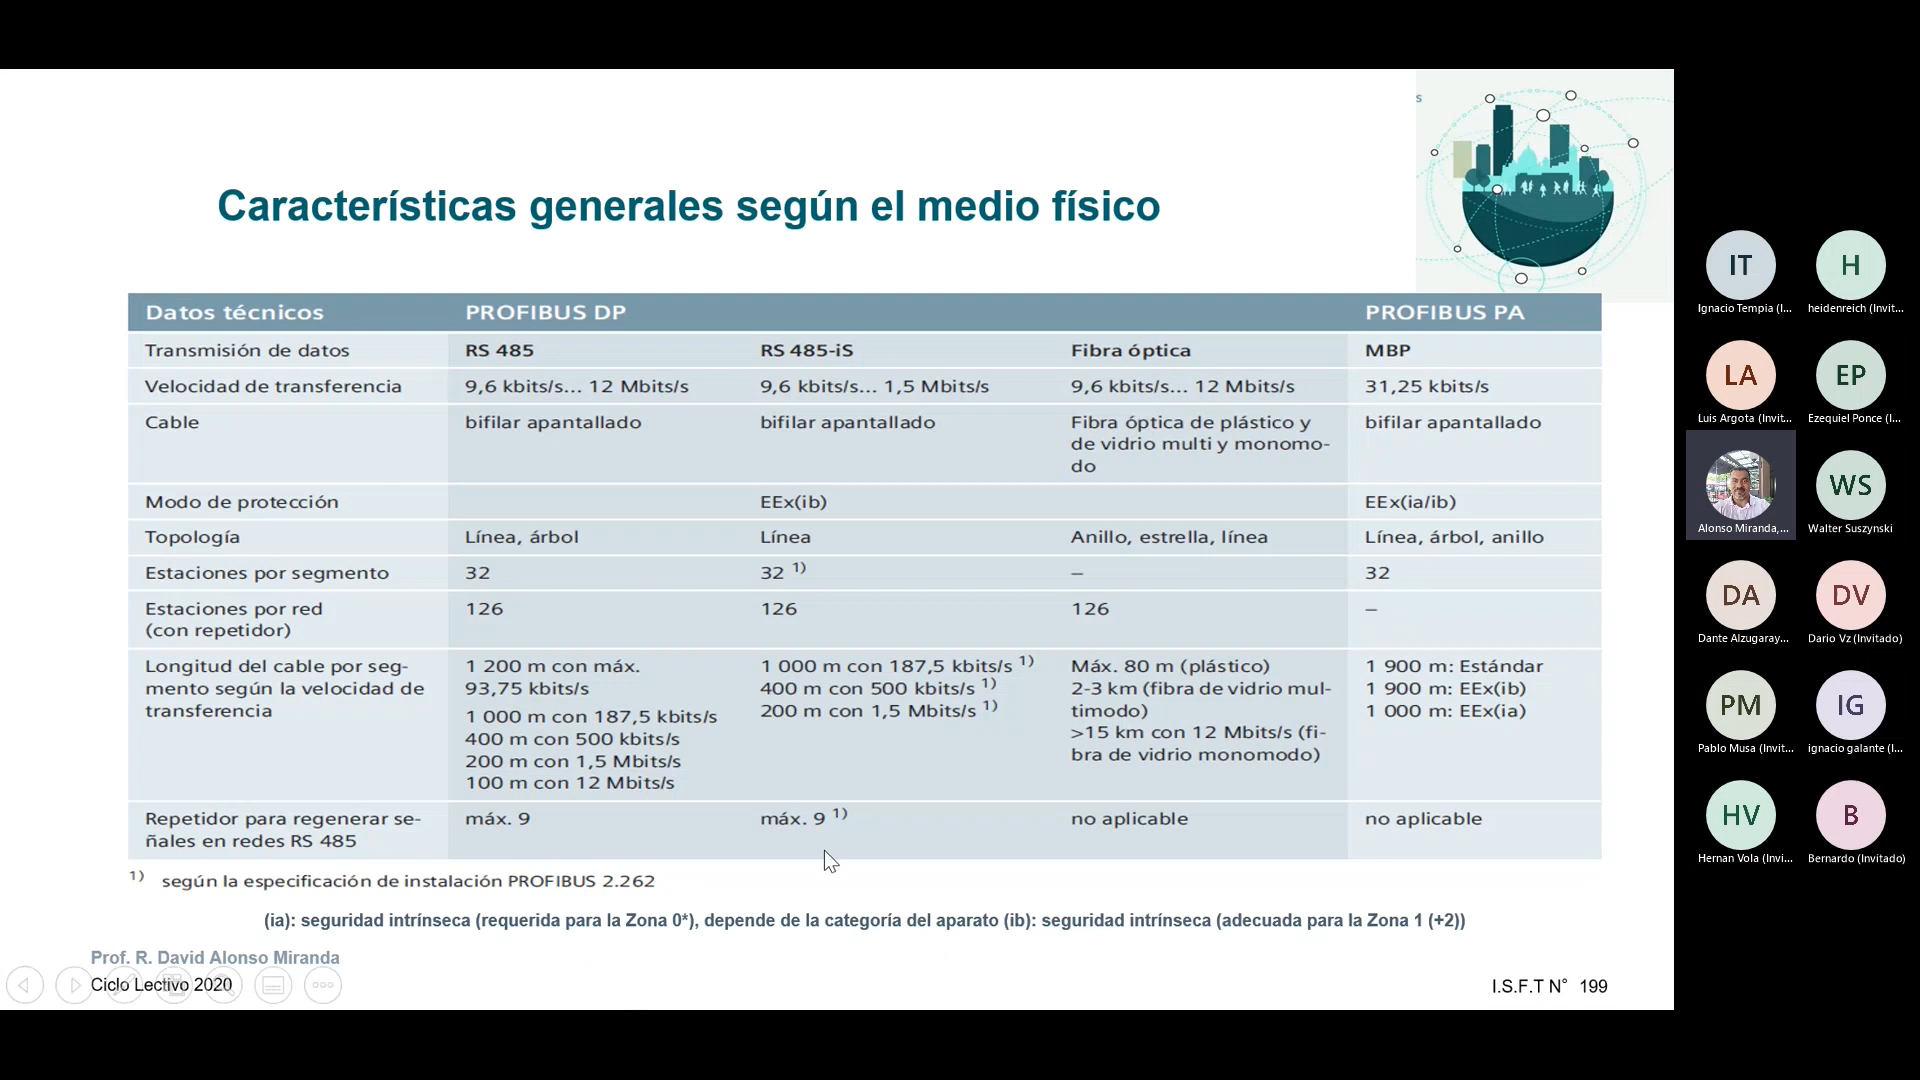 s
Características generales según el medio físico
Datos técnicos PROFIBUS DP PROFIBUS PA
Transmisión de datos RS 485 RS 485-iS Fibra óptica MBP
Velocidad de transferencia 9,6 kbits/s... 12 Mbits/s 9,6 kbits/s... 1,5 Mbits/s 9,6 kbits/s... 12 Mbits/s 31,25 kbits/s
Cable bifilar apantallado bifilar apantallado Fibra óptica de plástico y bifilar apantallado
de vidrio multi y monomo-
do
Modo de protección EEx(ib) EEx(ia/ib)
Topología Línea, árbol Línea Anillo, estrella, línea Línea, árbol, anillo
Estaciones por segmento 32 32 1) – 32
Estaciones por red 126 126 126 –
(con repetidor)
Longitud del cable por seg- 1 200 m con máx. 1 000 m con 187,5 kbits/s 1) Máx. 80 m (plástico) 1 900 m: Estándar
mento según la velocidad de 93,75 kbits/s 400 m con 500 kbits/s 1) 2-3 km (fibra de vidrio mul- 1 900 m: EEx(ib)
transferencia 1 000 m con 187,5 kbits/s 200 m con 1,5 Mbits/s 1) timodo) 1 000 m: EEx(ia)
400 m con 500 kbits/s >15 km con 12 Mbits/s (fi-
200 m con 1,5 Mbits/s bra de vidrio monomodo)
100 m con 12 Mbits/s
Repetidor para regenerar se- máx. 9 máx. 9 1) no aplicable no aplicable
ñales en redes RS 485
1) según la especificación de instalación PROFIBUS 2.262
(ia): seguridad intrínseca (requerida para la Zona 0*), depende de la categoría del aparato (ib): seguridad intrínseca (adecuada para la Zona 1 (+2))
Prof. R. David Alonso Miranda
Ciclo Lectivo 2020
I.S.F.T N° 199
IT H
Ignacio Tempia (I... heidenreich (Invit...
LA EP
Luis Argota (Invit... Ezequiel Ponce (I...
WS
Alonso Miranda,... Walter Suszynski
DA DV
Dante Alzugaray... Dario Vz (Invitado)
PM IG
Pablo Musa (Invit... ignacio galante (I...
HV B
Hernan Vola (Invi... Bernardo (Invitado)